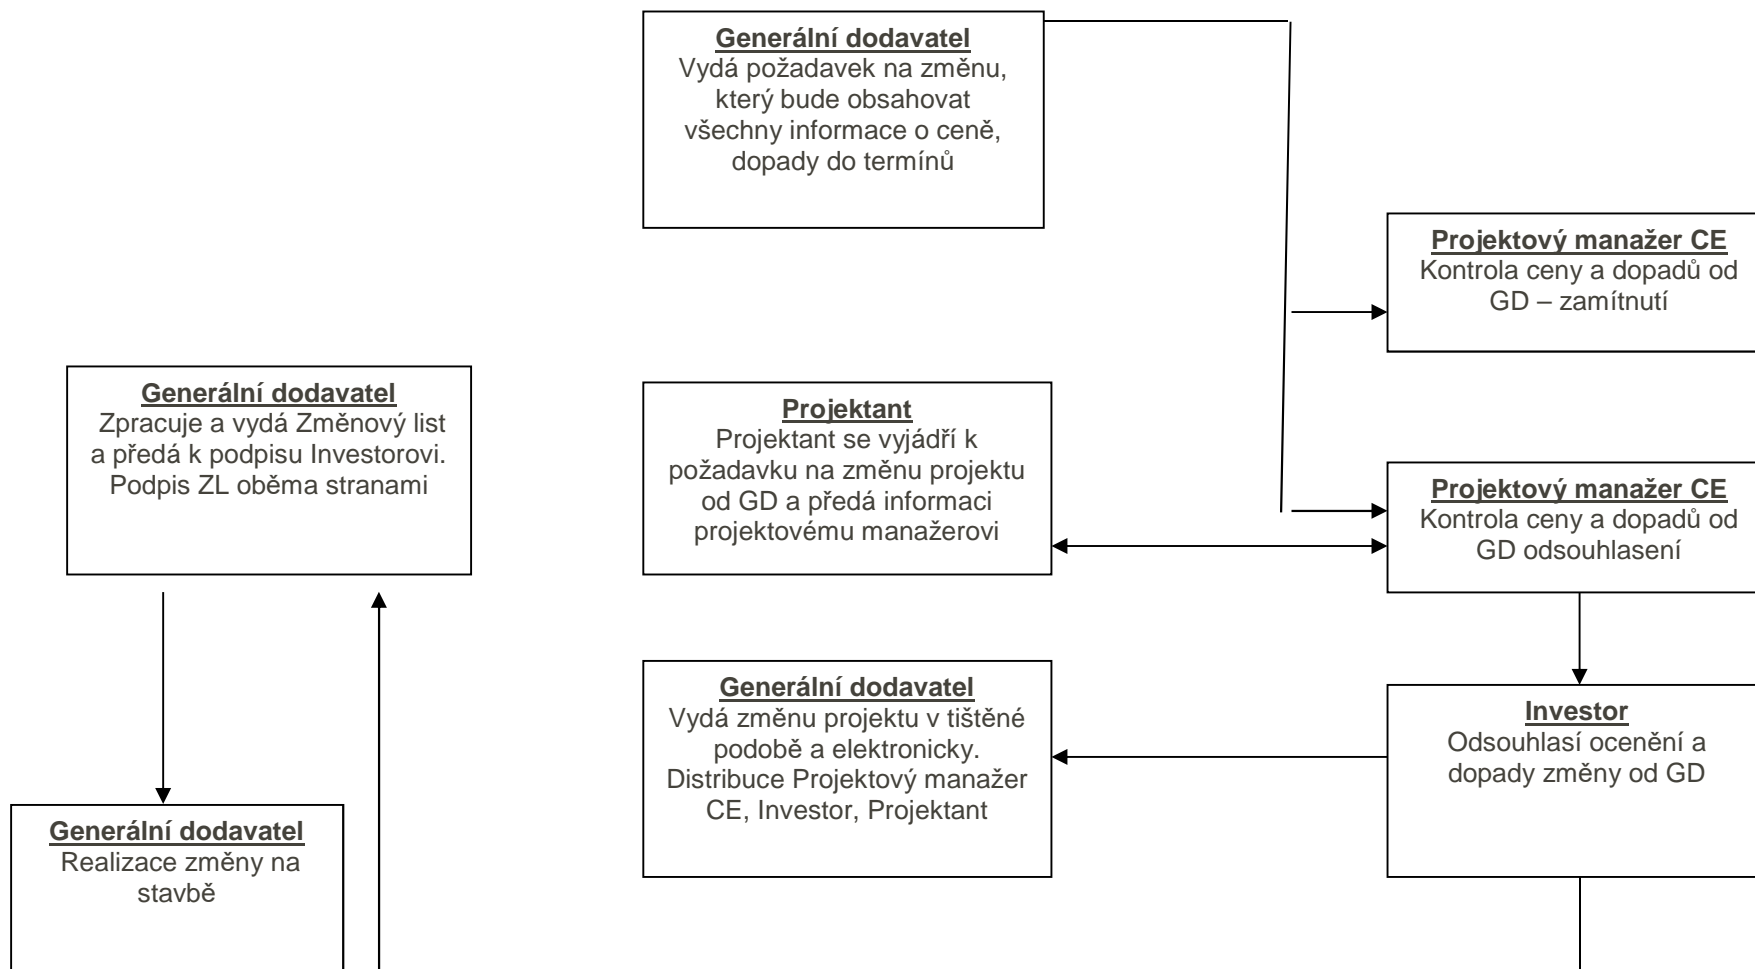 Generální dodavatel
Vydá požadavek na změnu,
který bude obsahovat
všechny informace o ceně,
dopady do termínů
Projektový manažer CE
Kontrola ceny a dopadů od
GD – zamítnutí
Generální dodavatel
Zpracuje a vydá Změnový list
a předá k podpisu Investorovi.
Podpis ZL oběma stranami
Projektant
Projektant se vyjádří k
požadavku na změnu projektu
od GD a předá informaci
projektovému manažerovi
Projektový manažer CE
Kontrola ceny a dopadů od
GD odsouhlasení
Generální dodavatel
Vydá změnu projektu v tištěné
podobě a elektronicky.
Distribuce Projektový manažer
CE, Investor, Projektant
Investor
Odsouhlasí ocenění a
dopady změny od GD
Generální dodavatel
Realizace změny na
stavbě